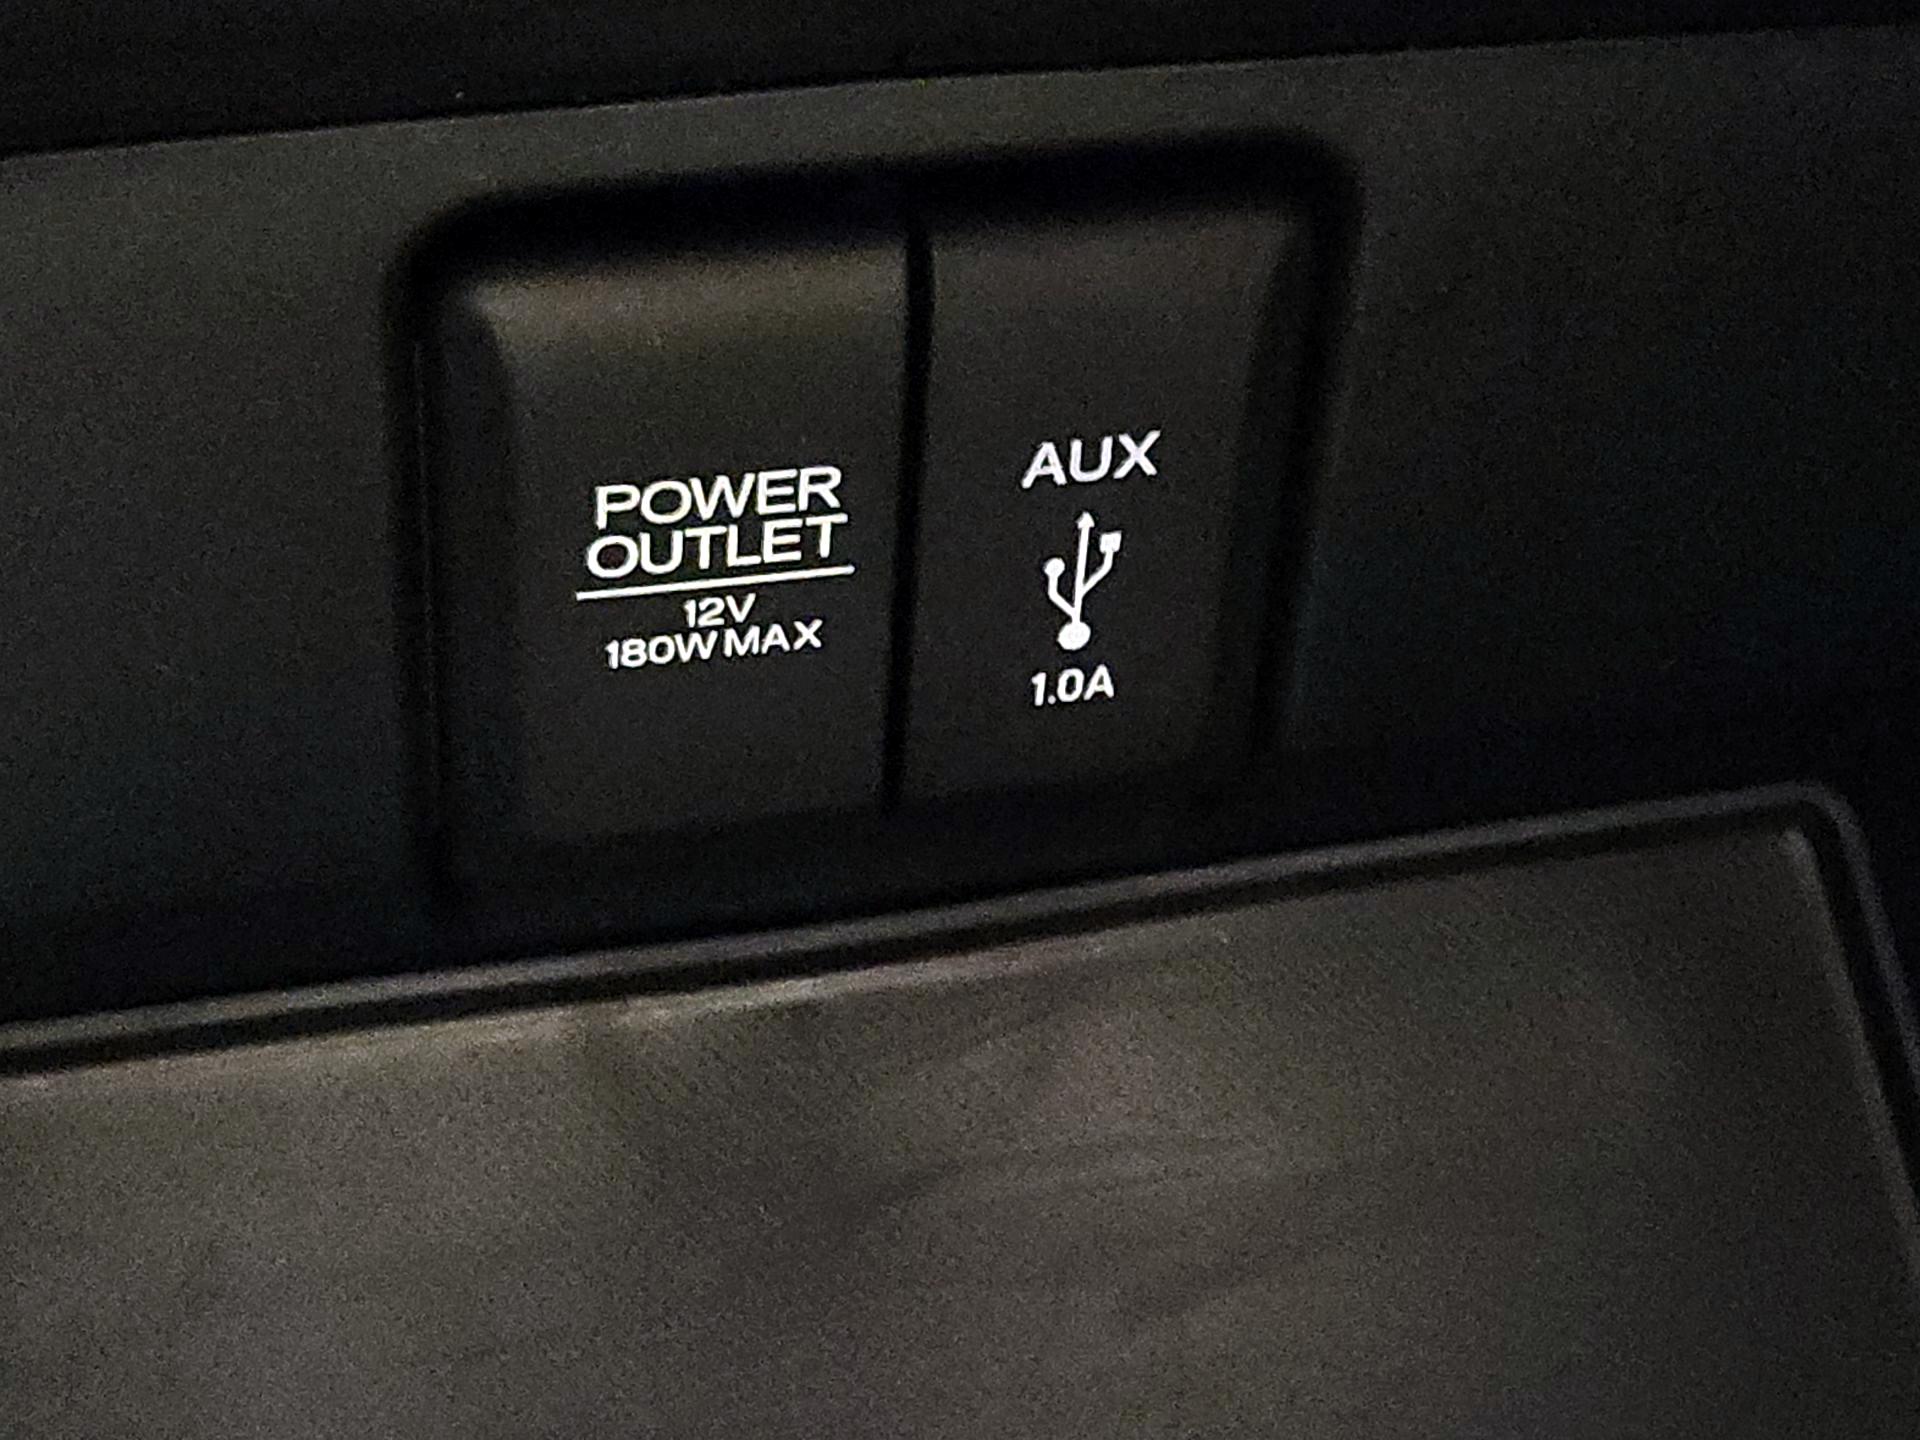 POWER
OUTLET
12V
180W MAX
AUX
1.0A